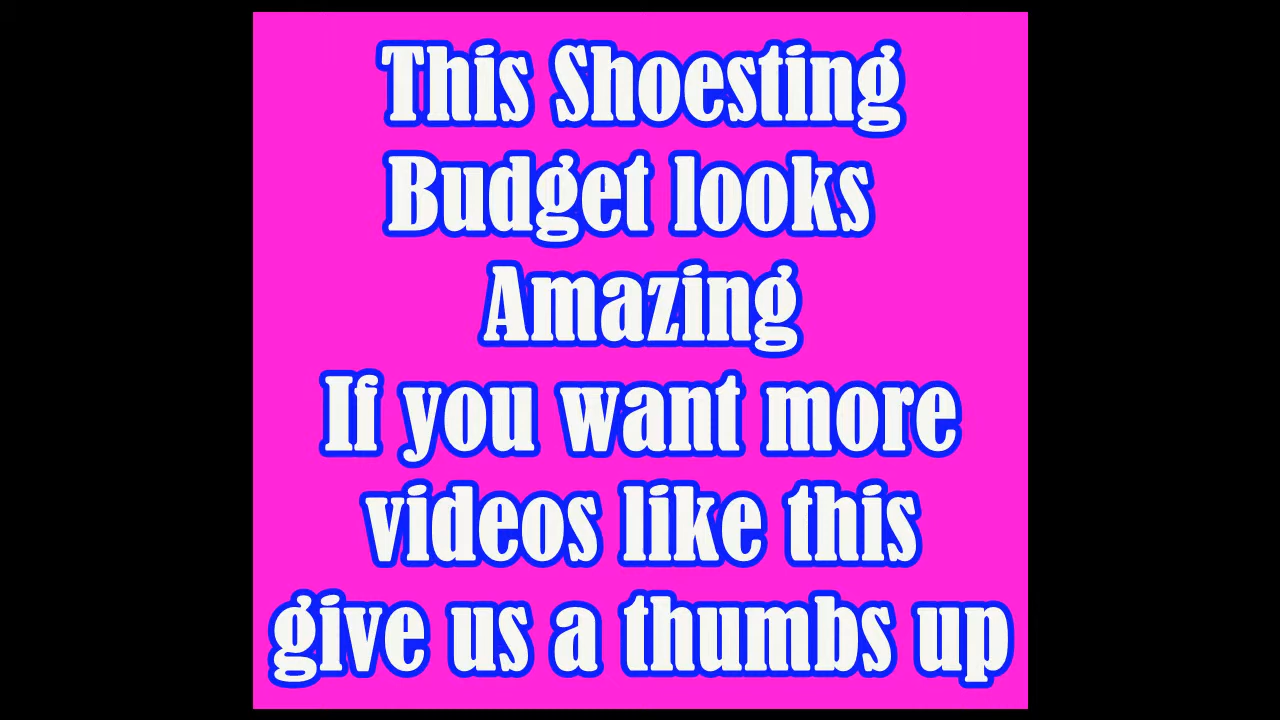 This Shoesting
Budget looks
Amazing
If you want more
videos like this
give us a thumbs up